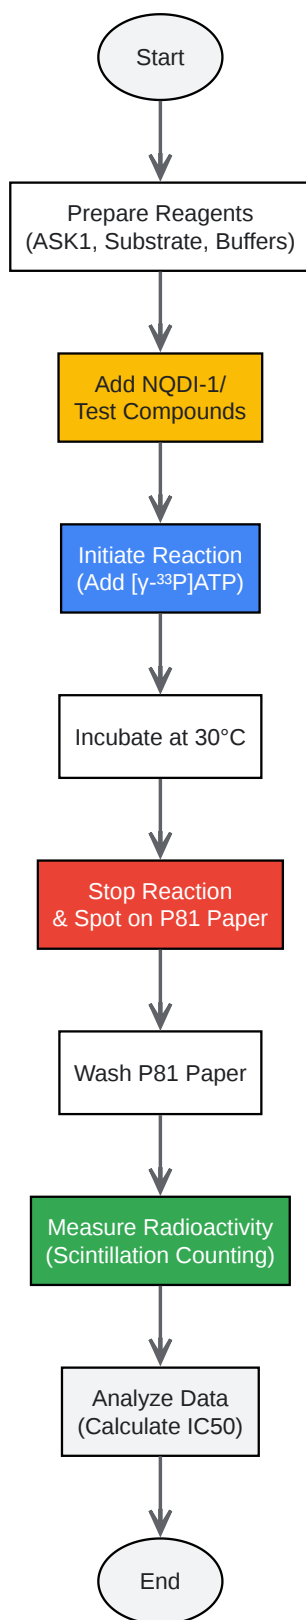 Start
Prepare Reagents
(ASK1, Substrate, Buffers)
Add NQDI-1/
Test Compounds
Initiate Reaction
(Add [γ-³³P]ATP)
Incubate at 30°C
Stop Reaction
& Spot on P81 Paper
Wash P81 Paper
Measure Radioactivity
(Scintillation Counting)
Analyze Data
(Calculate IC50)
End